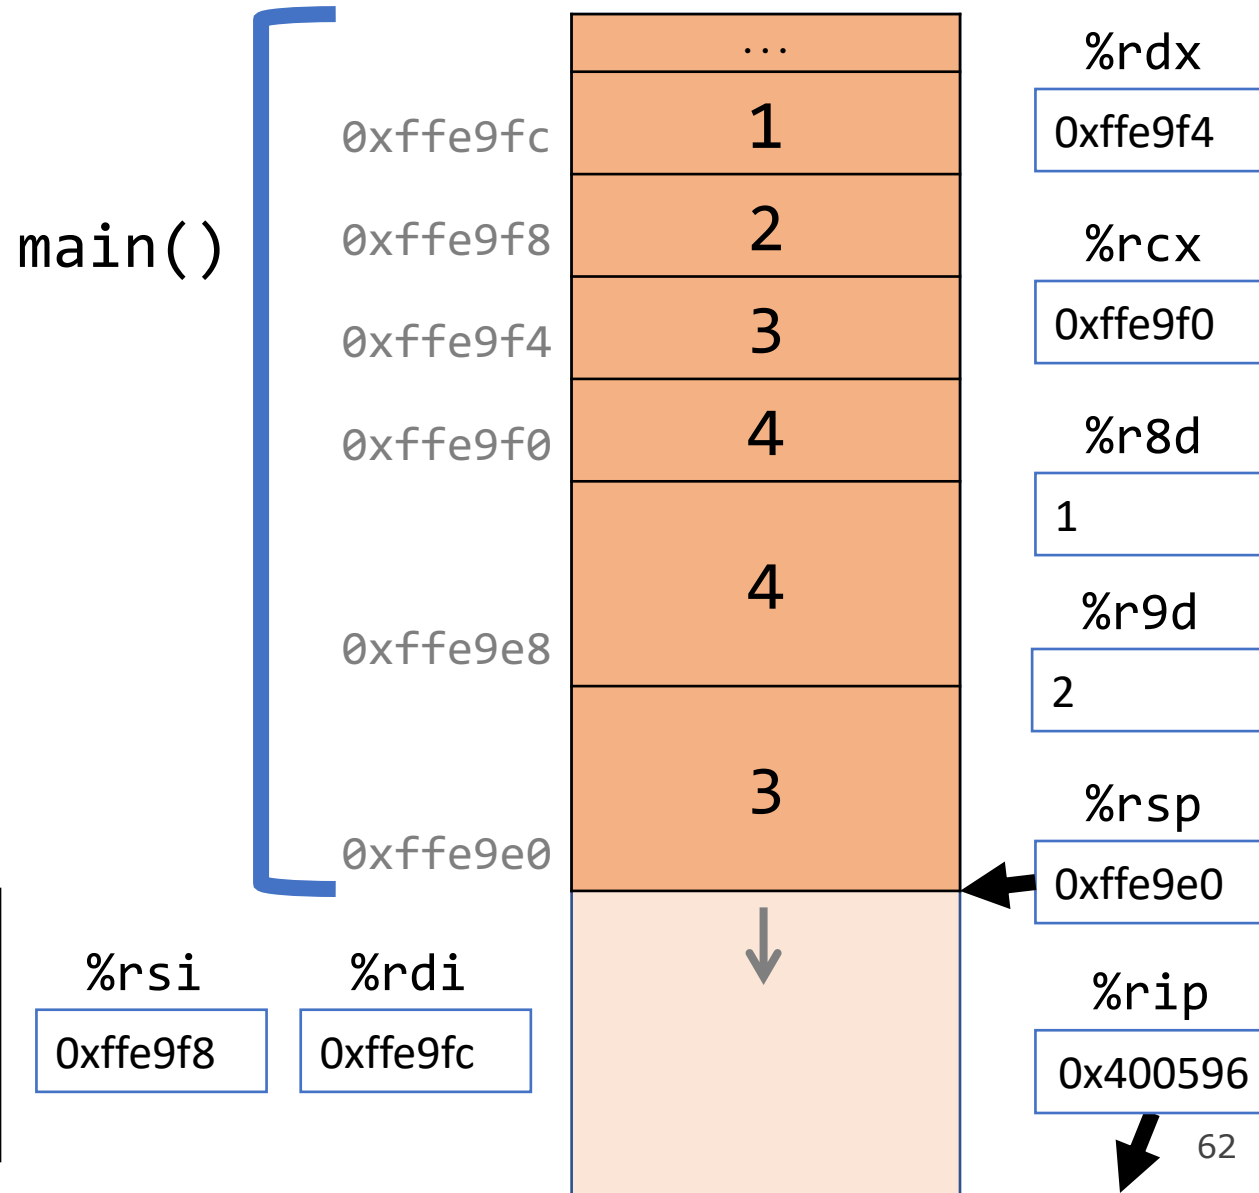 ...
%rdx
0xffe9fc
1
0xffe9f4
main()
0xffe9f8
2
%rcx
0xffe9f4
3
0xffe9f0
0xffe9f0
4
%r8d
1
4
%r9d
0xffe9e8
2
3
%rsp
0xffe9e0
0xffe9e0
%rsi
%rdi
%rip
0xffe9f8
0xffe9fc
0x400596
62